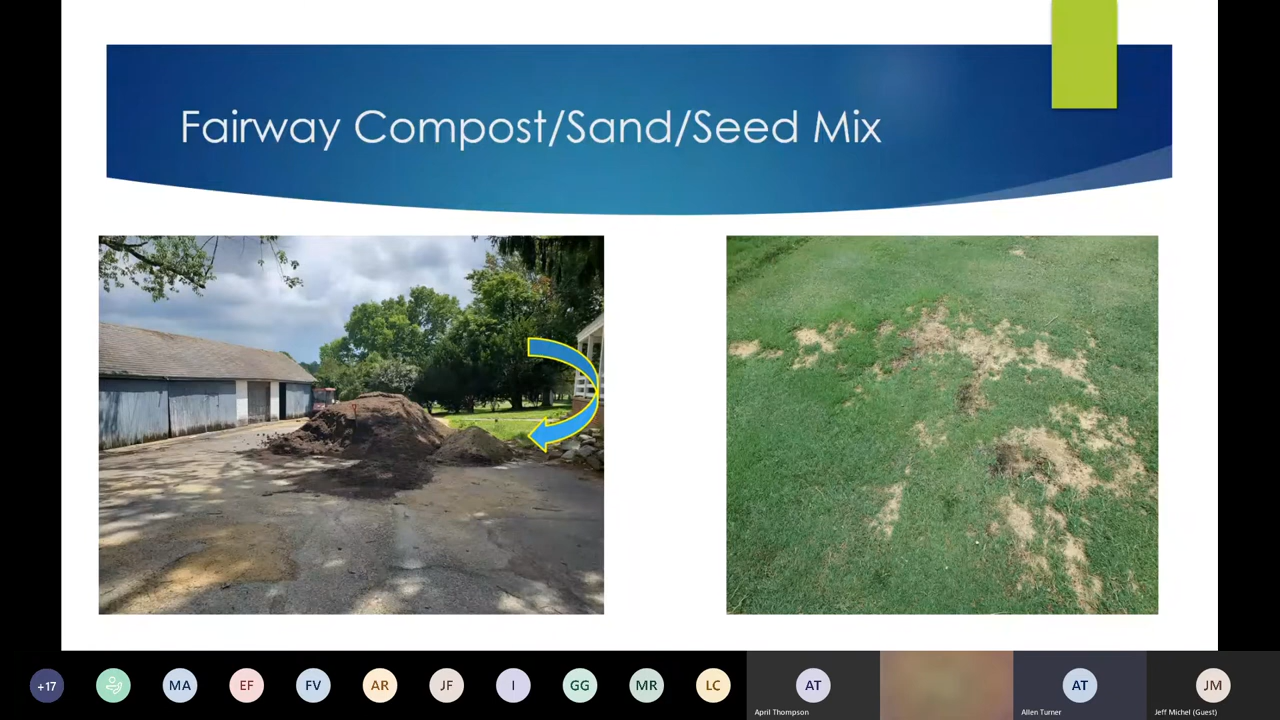 Fairway Compost/Sand/Seed Mix
+17
MA
EF
FV
AR
JF
I
GG
MR
LC
AT
April Thompson
AT
Allen Turner
JM
Jeff Michel (Guest)